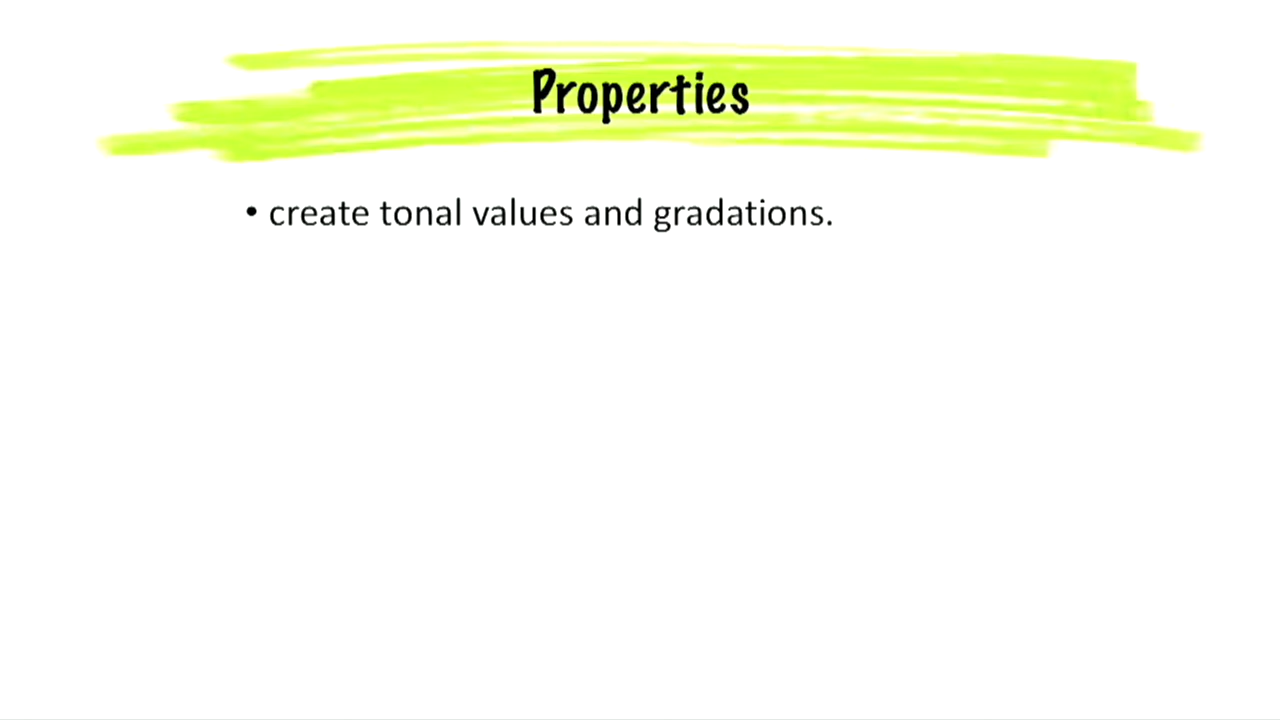 Properties
• create tonal values and gradations.